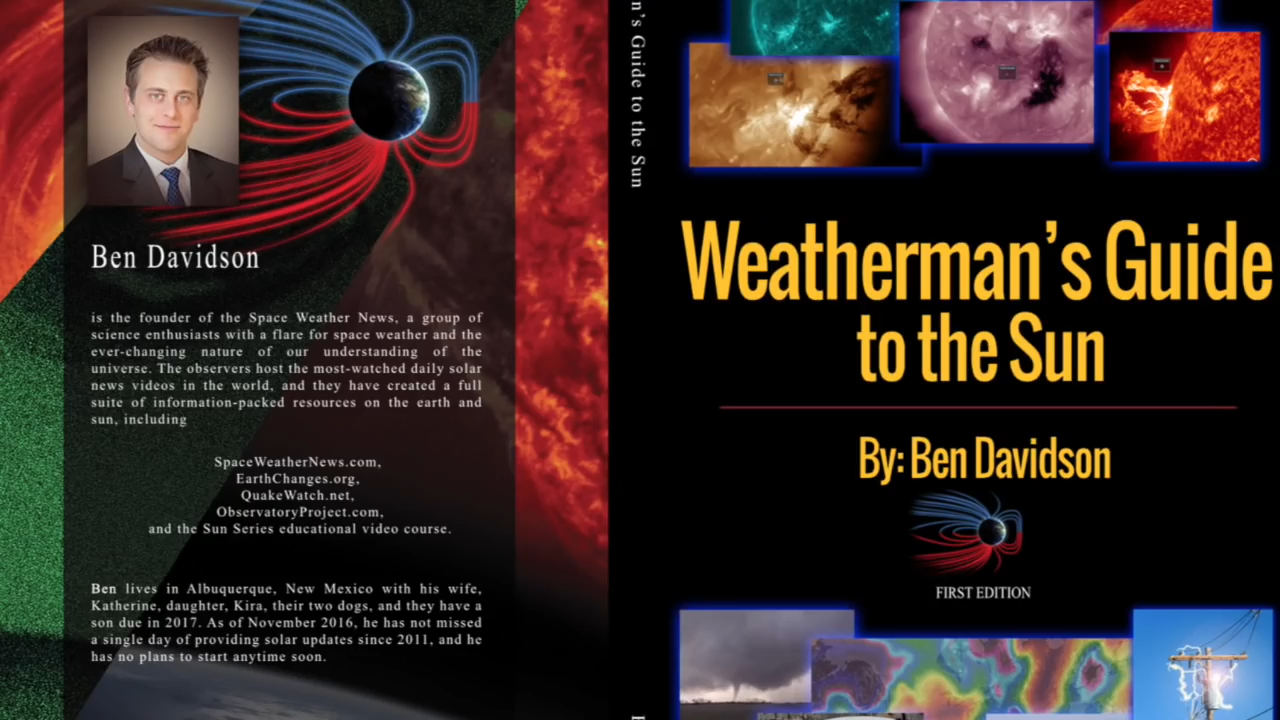 Ben Davidson
is the founder of the Space Weather News, a group of
science enthusiasts with a flare for space weather and the
ever-changing nature of our understanding of the
universe. The observers host the most-watched daily solar
news videos in the world, and they have created a full
suite of information-packed resources on the earth and
sun, including
SpaceWeatherNews.com,
EarthChanges.org,
QuakeWatch.net,
ObservatoryProject.com,
and the Sun Series educational video course.
Ben lives in Albuquerque, New Mexico with his wife,
Katherine, daughter, Kira, their two dogs, and they have a
son due in 2017. As of November 2016, he has not missed
a single day of providing solar updates since 2011, and he
has no plans to start anytime soon.
n's Guide to the Sun
Weatherman's Guide
to the Sun
By: Ben Davidson
FIRST EDITION